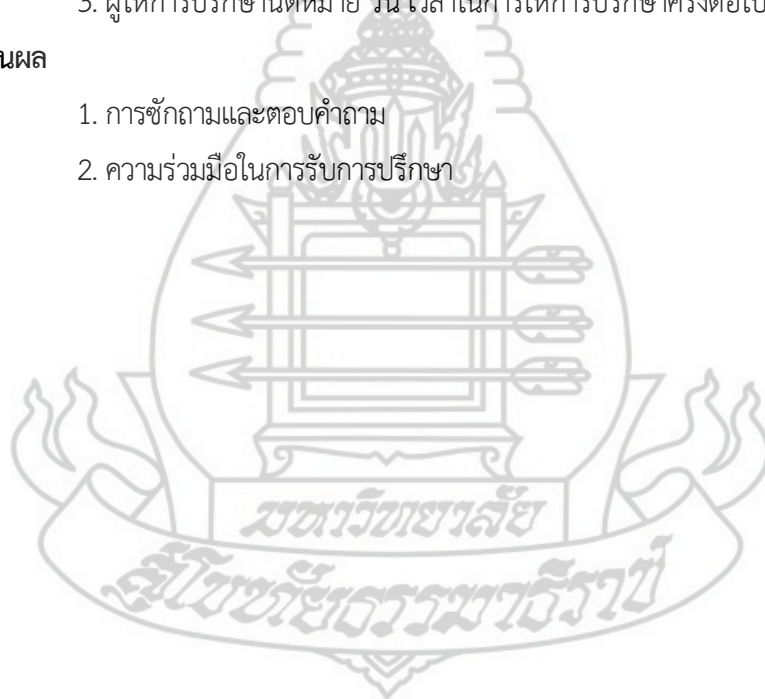 3. ผู้ให้การปรึกษานัดหมาย วัน เวลาในการให้การปรึกษาครั้งต่อไป
นผล
1. การซักถามและตอบคำถาม
2. ความร่วมมือในการรับการปรึกษา
มหาวิทยาลัย
สุโขทัยธรรมาธิราช